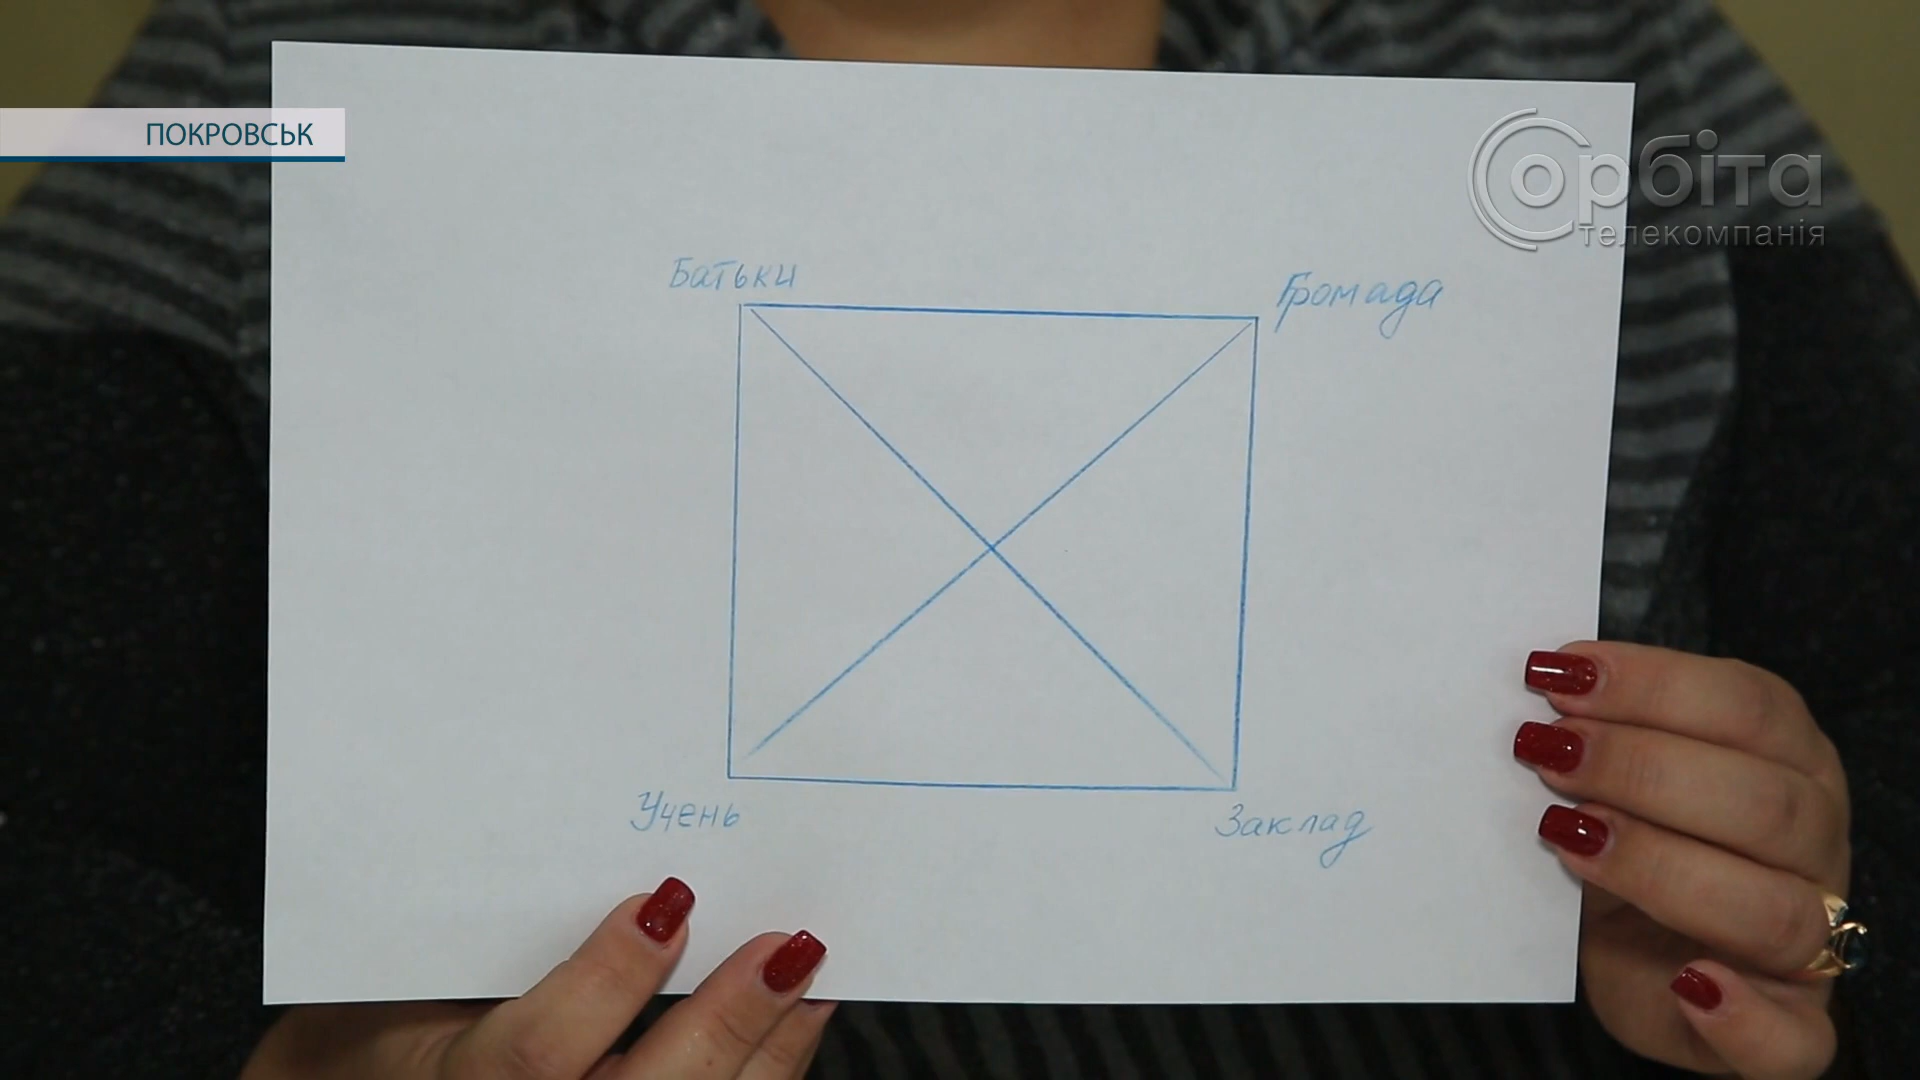 ПОКРОВСЬК
орбіта
телекомпанія
Батьки
Громада
Учень
Заклад